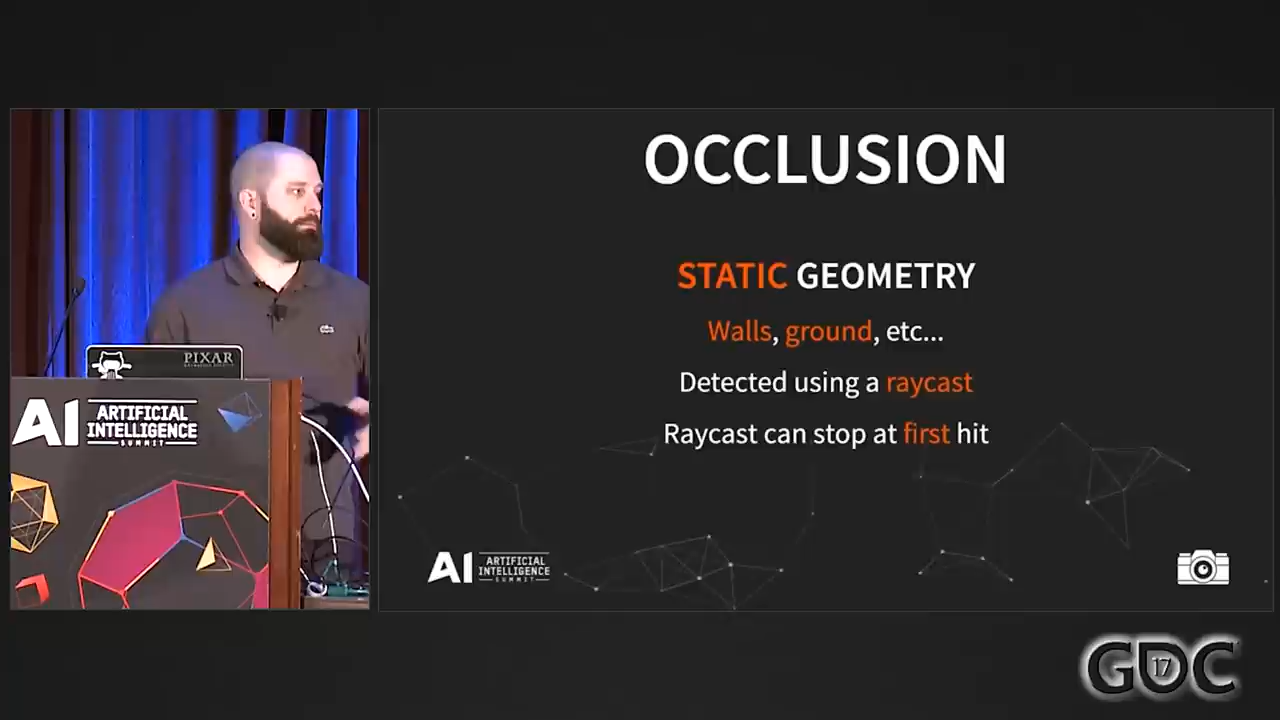 OCCLUSION
STATIC GEOMETRY
Walls, ground, etc...
Detected using a raycast
Raycast can stop at first hit
AI ARTIFICIAL
INTELLIGENCE
SUMMIT
PIXAR
AI ARTIFICIAL
INTELLIGENCE
SUMMIT
GDC
17